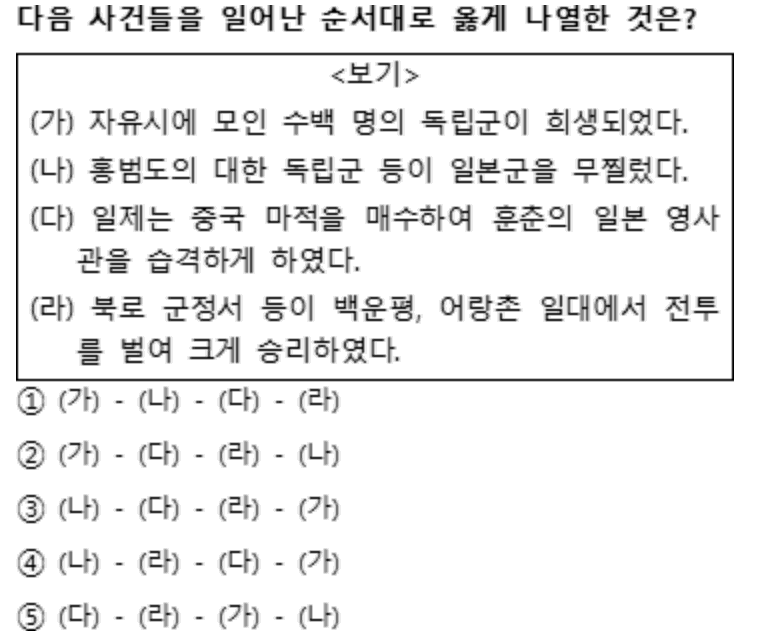 다음 사건들을 일어난 순서대로 옳게 나열한 것은?
<보기>
(가) 자유시에 모인 수백 명의 독립군이 희생되었다.
(나) 홍범도의 대한 독립군 등이 일본군을 무찔렀다.
(다) 일제는 중국 마적을 매수하여 훈춘의 일본 영사
관을 습격하게 하였다.
(라) 북로 군정서 등이 백운평, 어랑촌 일대에서 전투
를 벌여 크게 승리하였다.
① (가) - (나) - (다) - (라)
② (가) - (다) - (라) - (나)
③ (나) - (다) - (라) - (가)
④ (나) - (라) - (다) - (가)
⑤ (다) - (라) - (가) - (나)